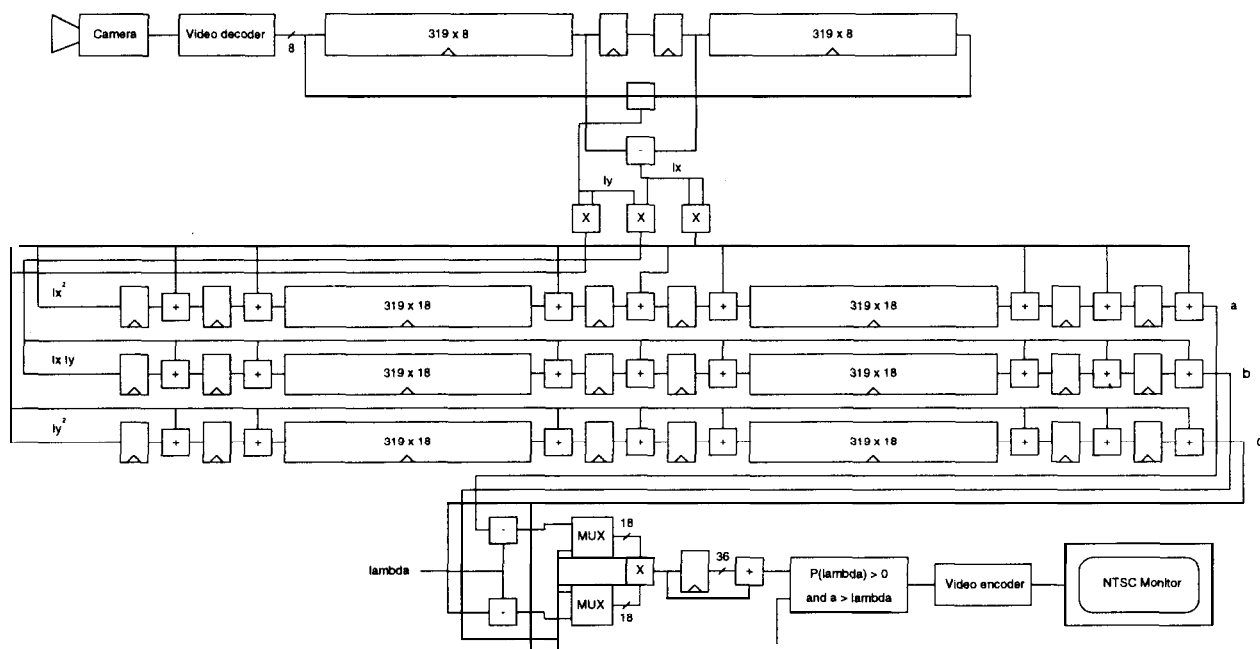 Camera
Video decoder
8
319 x 8
319 x 8
-
Ix
Iy
X
X
X
Ix²
+
+
319 x 18
+
+
+
319 x 18
+
+
+
a
Ix Iy
+
+
319 x 18
+
+
+
319 x 18
+
+
+
b
Iy²
+
+
319 x 18
+
+
+
319 x 18
+
+
+
c
-
MUX
18
lambda
X
36
+
P(lambda) > 0
and a > lambda
Video encoder
NTSC Monitor
-
MUX
18